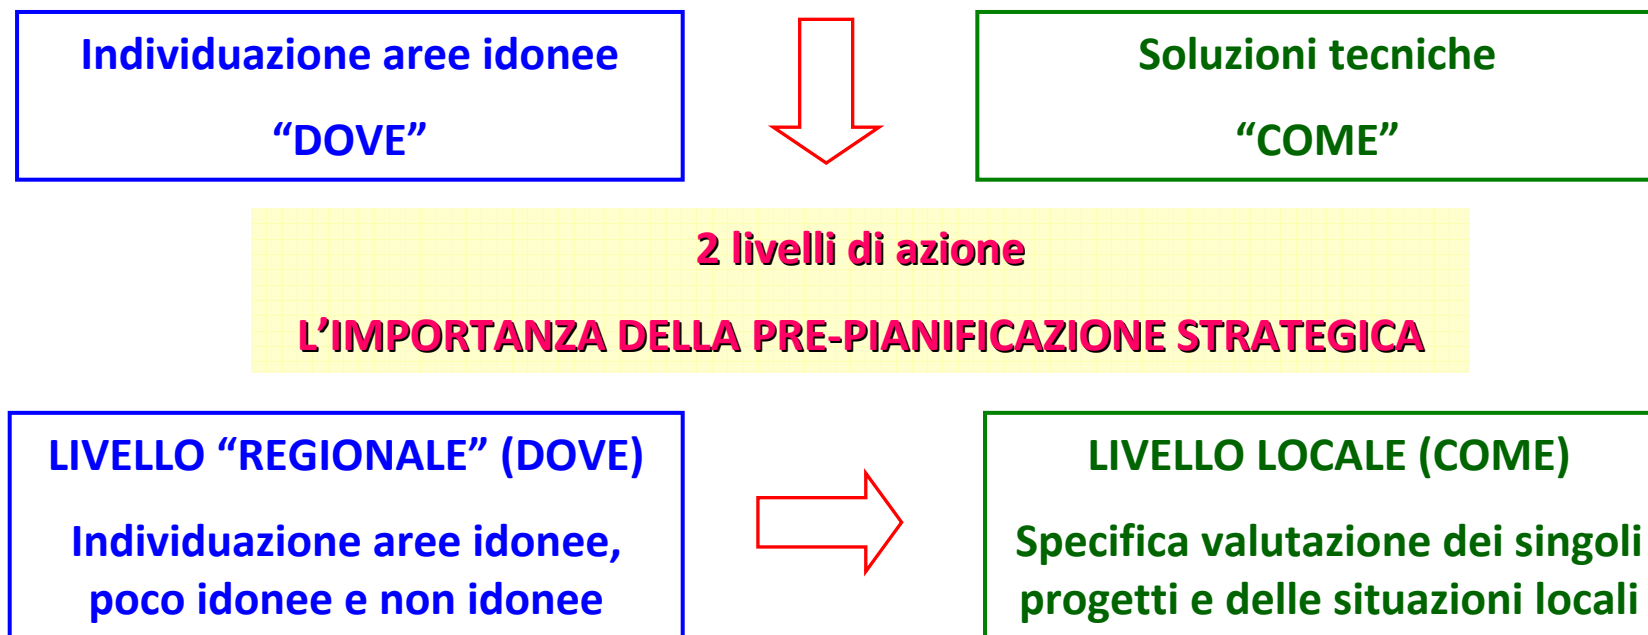 Individuazione aree idonee
“DOVE”
Soluzioni tecniche
“COME”
2 livelli di azione
L’IMPORTANZA DELLA PRE-PIANIFICAZIONE STRATEGICA
LIVELLO “REGIONALE” (DOVE)
Individuazione aree idonee,
poco idonee e non idonee
LIVELLO LOCALE (COME)
Specifica valutazione dei singoli
progetti e delle situazioni locali